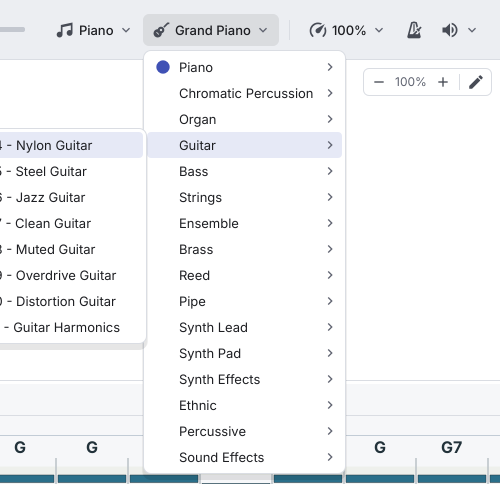 Piano
Grand Piano
100%
100%
Piano
Chromatic Percussion
Organ
Guitar
Bass
Strings
Ensemble
Brass
Reed
Pipe
Synth Lead
Synth Pad
Synth Effects
Ethnic
Percussive
Sound Effects
- Nylon Guitar
- Steel Guitar
- Jazz Guitar
- Clean Guitar
- Muted Guitar
- Overdrive Guitar
- Distortion Guitar
- Guitar Harmonics
G
G
G
G7